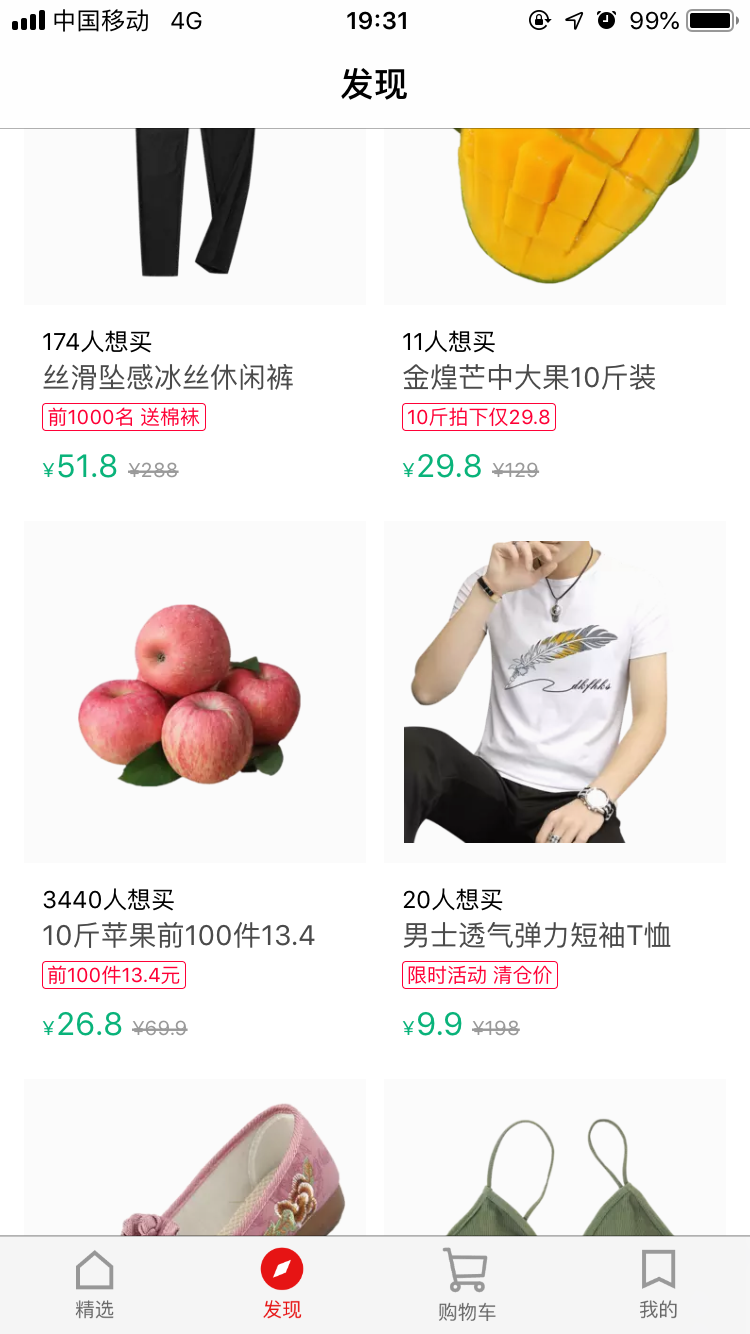 中国移动 4G 19:31 99%
发现
174人想买
丝滑坠感冰丝休闲裤
前1000名 送棉袜
¥51.8 ¥288
11人想买
金煌芒中大果10斤装
10斤拍下仅29.8
¥29.8 ¥129
dkfhks
3440人想买
10斤苹果前100件13.4
前100件13.4元
¥26.8 ¥69.9
20人想买
男士透气弹力短袖T恤
限时活动 清仓价
¥9.9 ¥198
精选 发现 购物车 我的